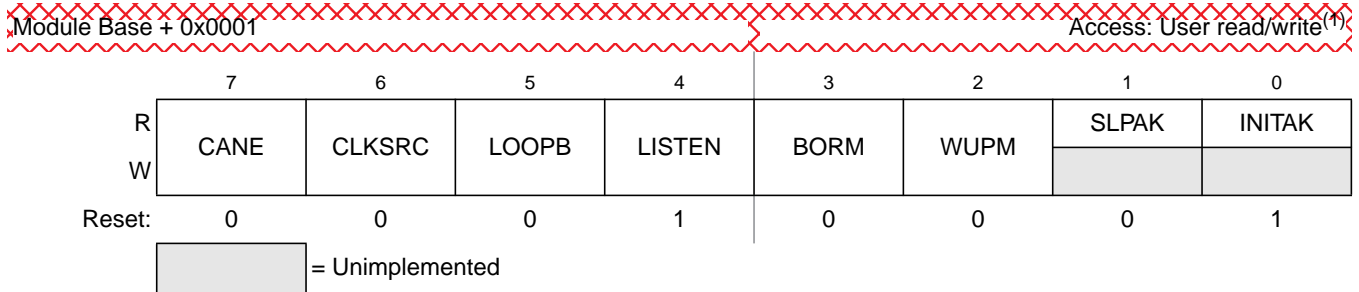 Module Base + 0x0001 Access: User read/write(1)
7 6 5 4 3 2 1 0
R CANE CLKSRC LOOPB LISTEN BORM WUPM SLPAK INITAK
W
Reset: 0 0 0 1 0 0 0 1
= Unimplemented